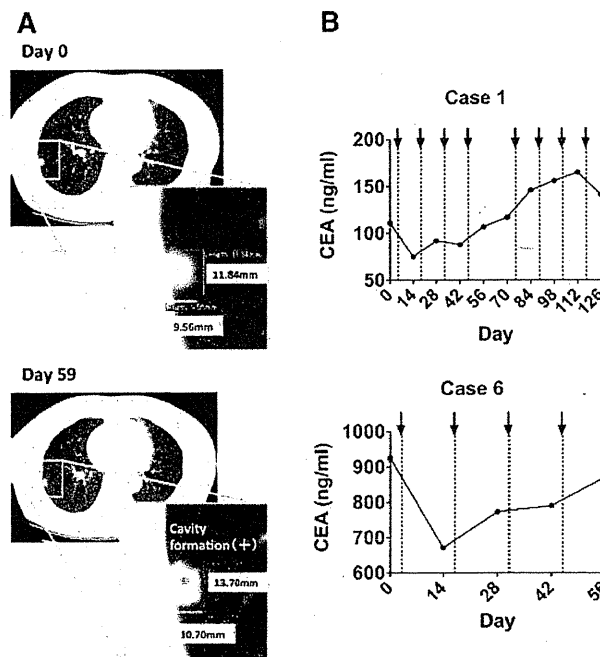 A
Day 0
11.84mm
9.56mm
Day 59
Cavity
formation(+)
13.70mm
10.70mm
B
Case 1
CEA (ng/ml)
200
150
100
50
0
14
28
42
56
70
84
98
112
126
Day
Case 6
CEA (ng/ml)
1000
900
800
700
600
0
14
28
42
Day